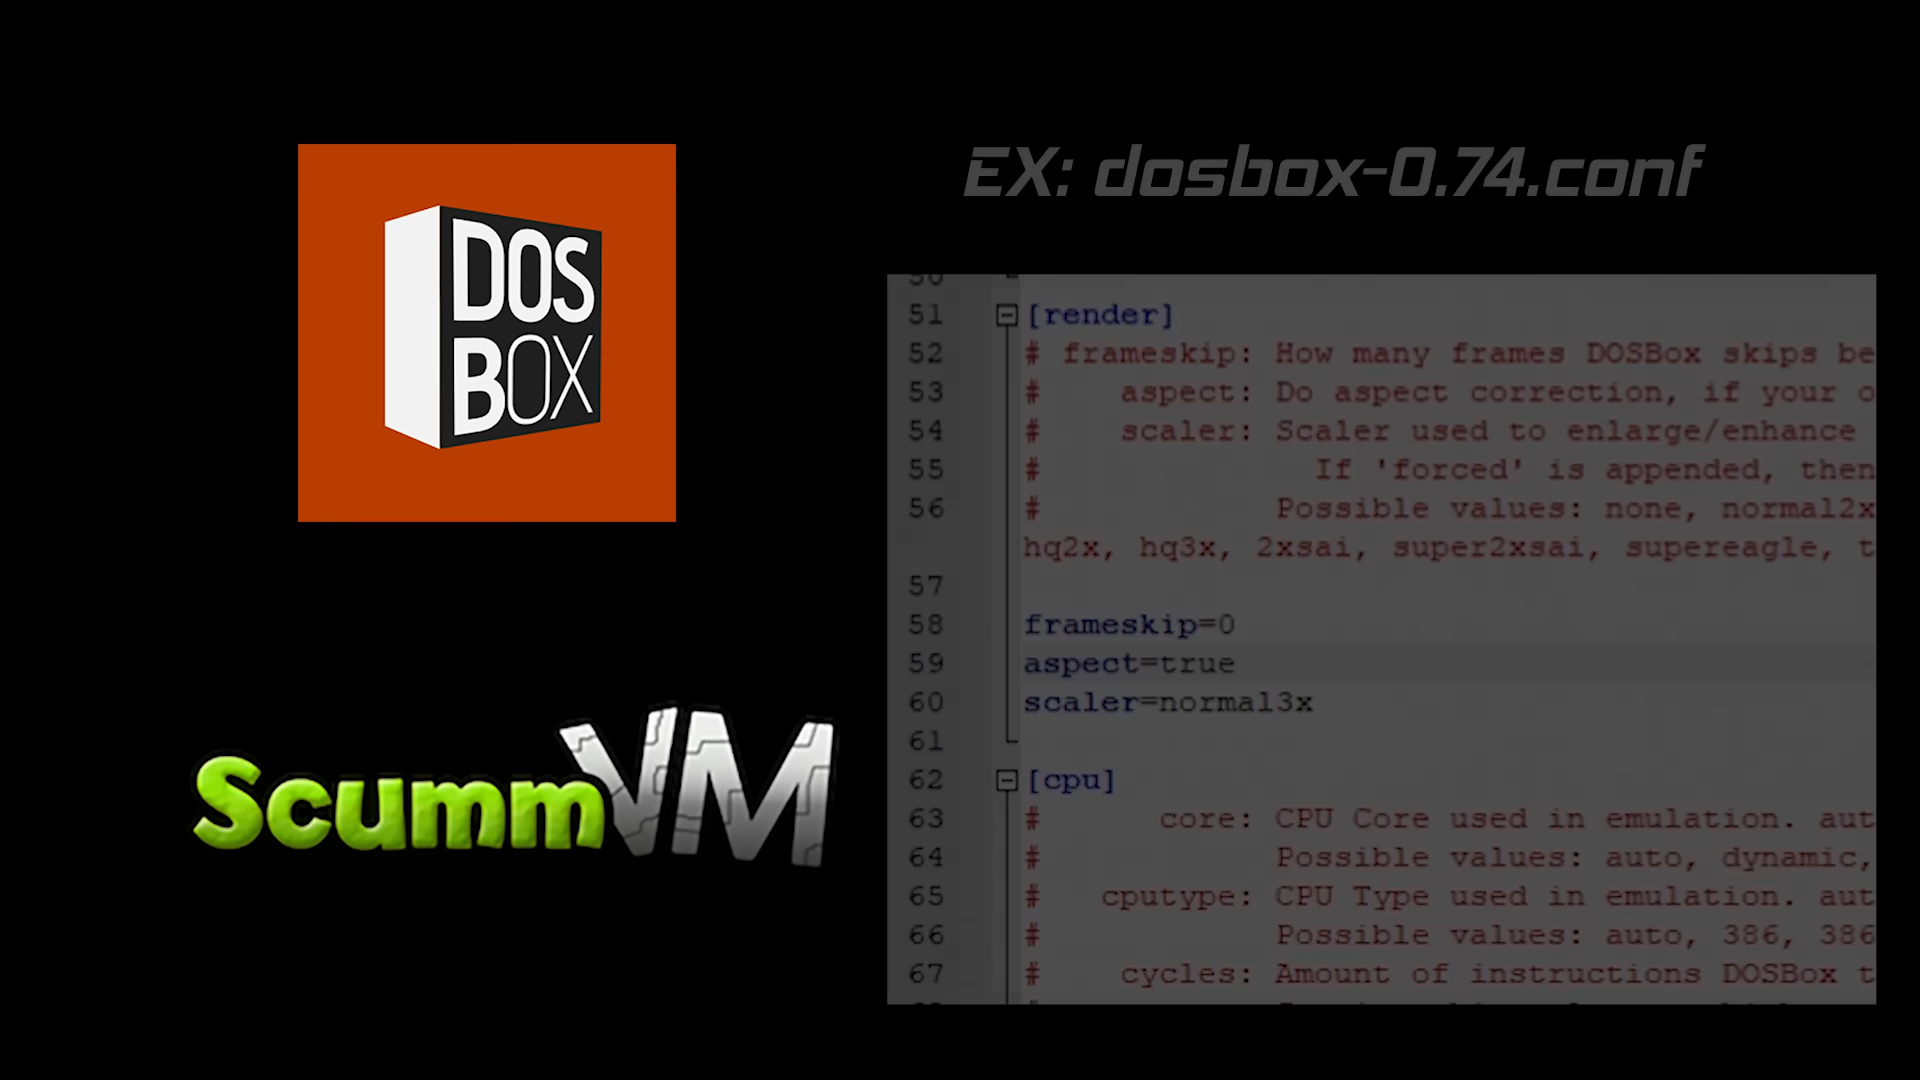 DOS
BOX
ScummVM
EX: dosbox-0.74.conf
51 [render]
52 # frameskip: How many frames DOSBox skips be
53 # aspect: Do aspect correction, if your o
54 # scaler: Scaler used to enlarge/enhance
55 # If 'forced' is appended, then
56 # Possible values: none, normal2x
hq2x, hq3x, 2xsai, super2xsai, supereagle, t
57
58 frameskip=0
59 aspect=true
60 scaler=normal3x
61
62 [cpu]
63 # core: CPU Core used in emulation. aut
64 # Possible values: auto, dynamic,
65 # cputype: CPU Type used in emulation. aut
66 # Possible values: auto, 386, 386
67 # cycles: Amount of instructions DOSBox t